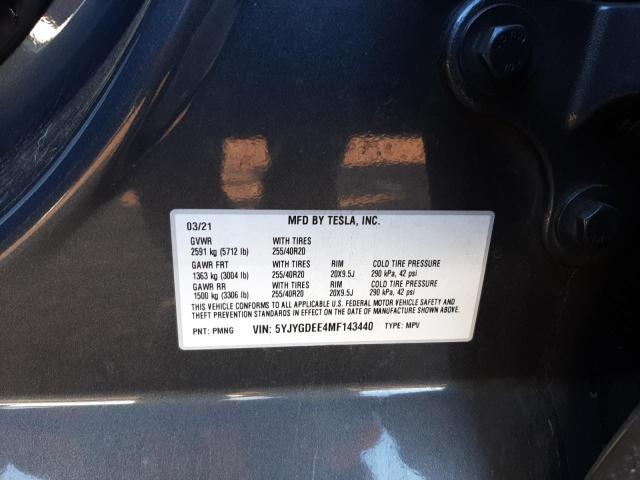 03/21 MFD BY TESLA, INC.
GVWR WITH TIRES
2591 kg (5712 lb) 255/40R20
GAWR FRT WITH TIRES RIM COLD TIRE PRESSURE
1363 kg (3004 lb) 255/40R20 20X9.5J 290 kPa, 42 psi
GAWR RR WITH TIRES RIM COLD TIRE PRESSURE
1500 kg (3306 lb) 255/40R20 20X9.5J 290 kPa, 42 psi
THIS VEHICLE CONFORMS TO ALL APPLICABLE U.S. FEDERAL MOTOR VEHICLE SAFETY AND
THEFT PREVENTION STANDARDS IN EFFECT ON THE DATE OF MANUFACTURE SHOWN ABOVE.
PNT: PMNG VIN: 5YJYGDEE4MF143440 TYPE: MPV